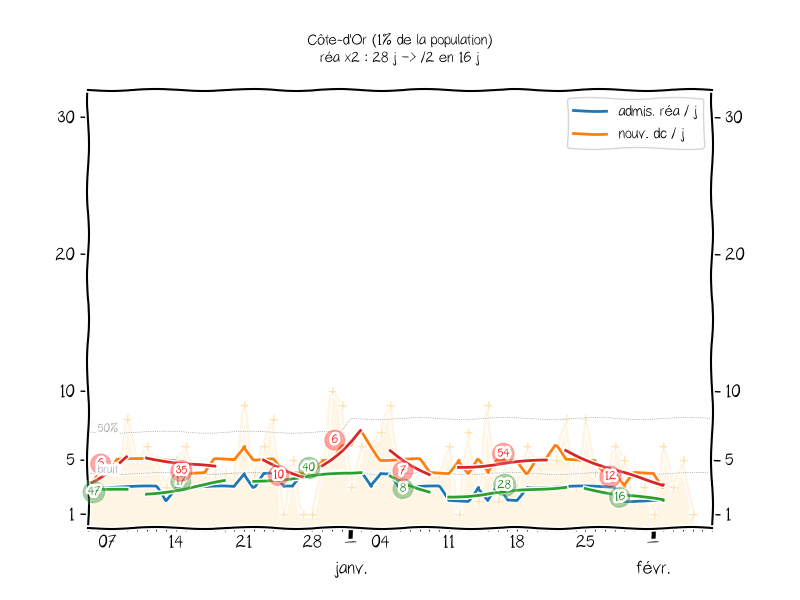 Côte-d'Or (1% de la population)
réa x2 : 28 j -> /2 en 16 j
admis. réa / j
nouv. dc / j
30 30
20 20
10 10
5 5
1 1
50%
bruit
6 47 35 17 10 40 6 7 8 54 28 12 16
07 14 21 28 04 11 18 25
janv. févr.